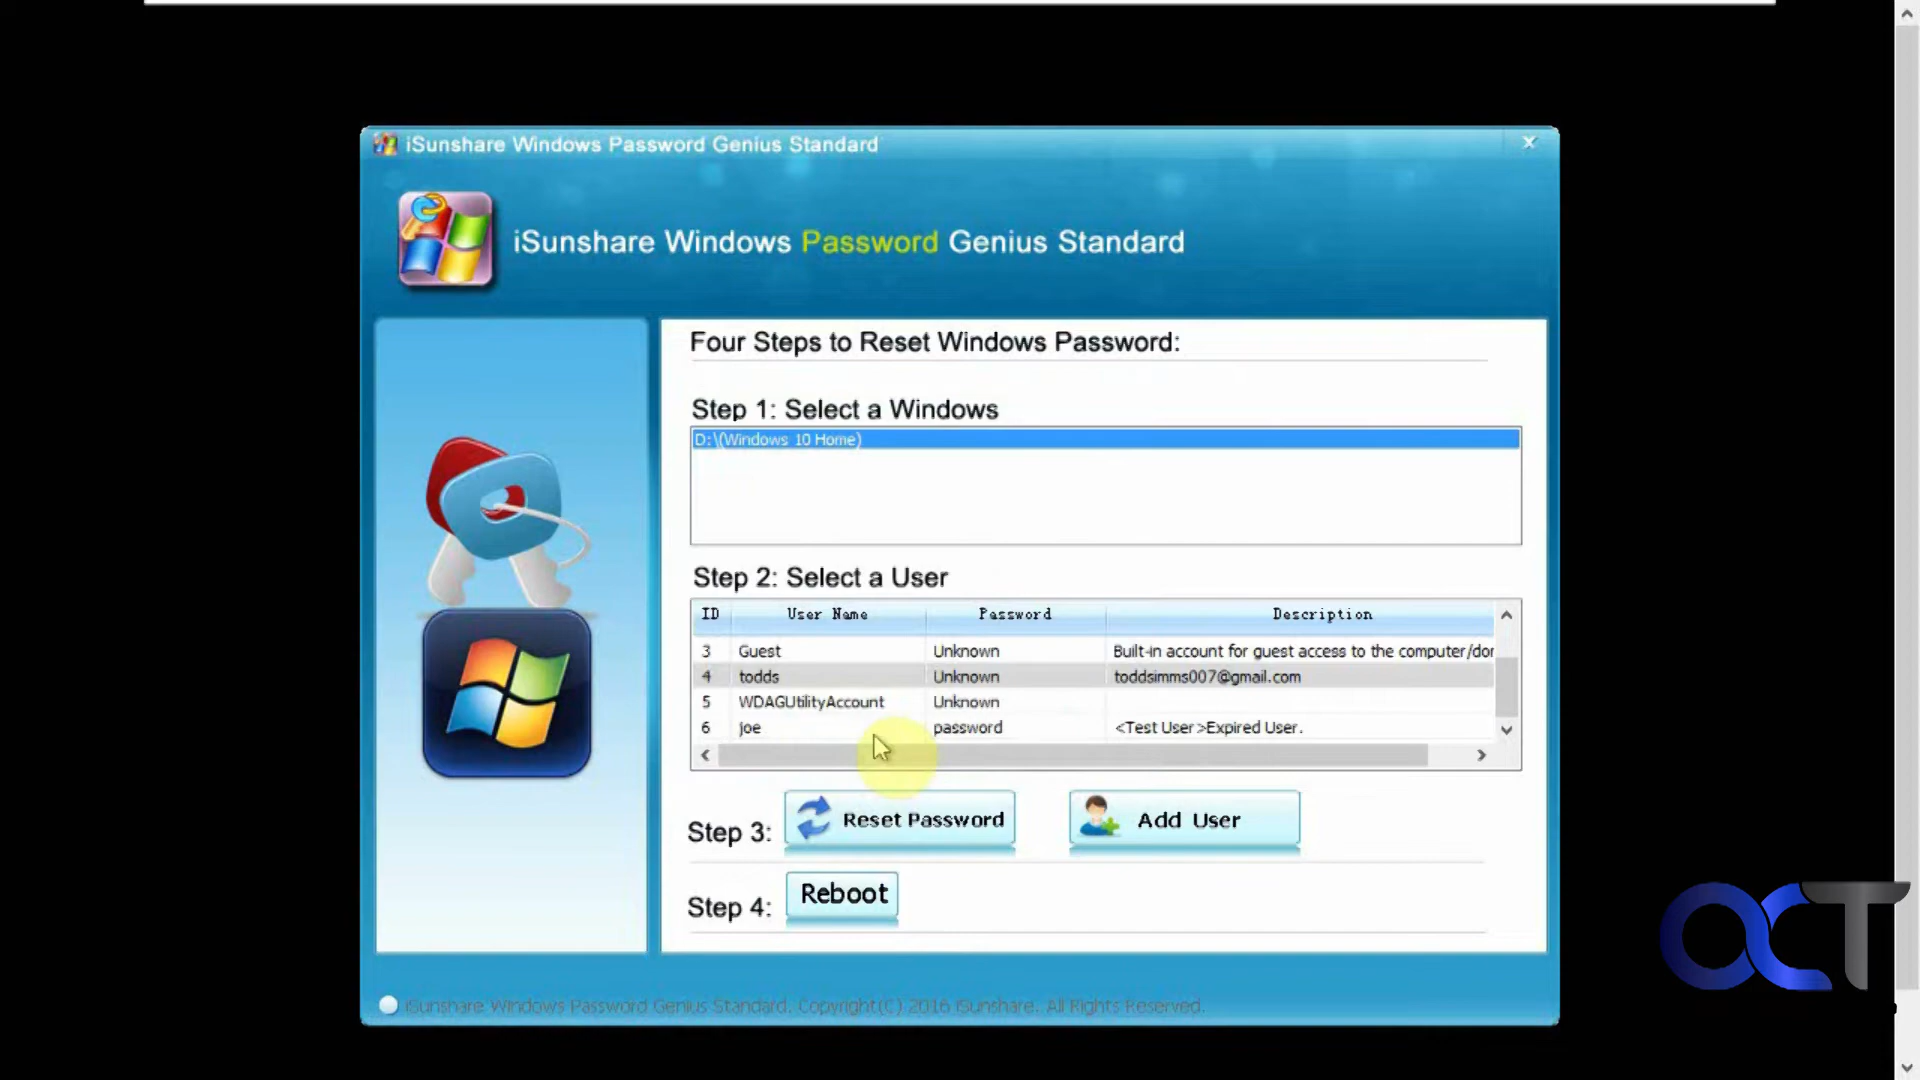 iSunshare Windows Password Genius Standard
iSunshare Windows Password Genius Standard
Four Steps to Reset Windows Password:
Step 1: Select a Windows
D:\(Windows 10 Home)
Step 2: Select a User
ID User Name Password Description
3 Guest Unknown Built-in account for guest access to the computer/dor
4 todds Unknown toddsimms007@gmail.com
5 WDAGUtilityAccount Unknown
6 joe password <Test User>Expired User.
Step 3: Reset Password Add User
Step 4: Reboot
iSunshare Windows Password Genius Standard. Copyright(C) 2016 iSunshare. All Rights Reserved.
OCT